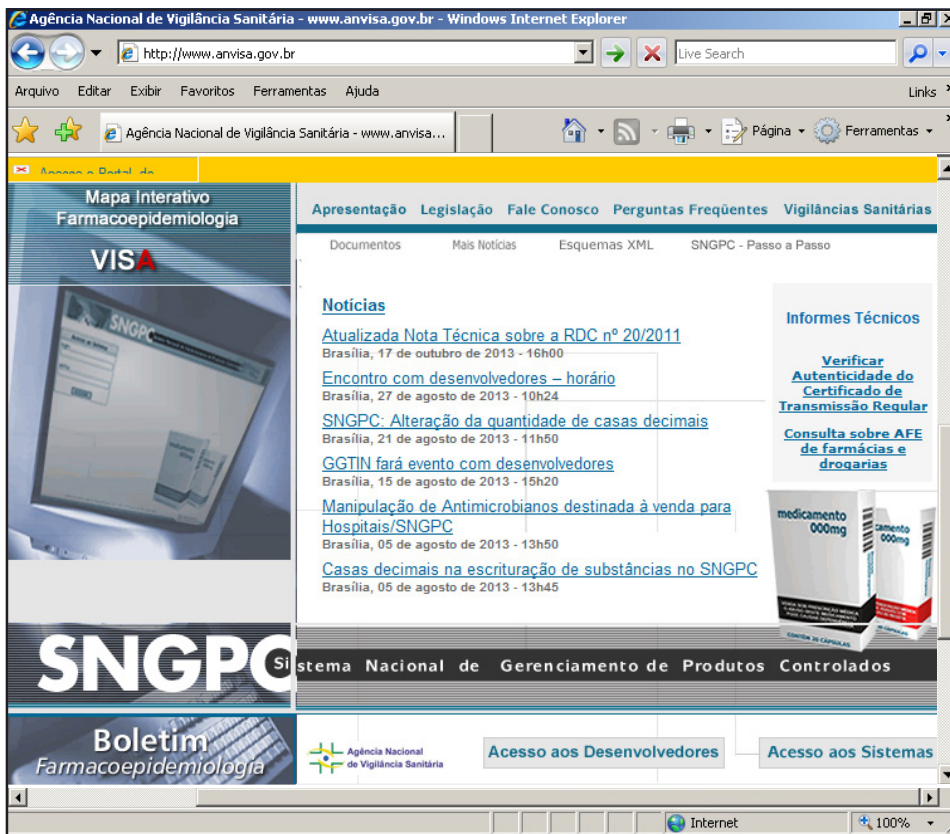 Agência Nacional de Vigilância Sanitária - www.anvisa.gov.br - Windows Internet Explorer
http://www.anvisa.gov.br
Live Search
Arquivo Editar Exibir Favoritos Ferramentas Ajuda
Links
Agência Nacional de Vigilância Sanitária - www.anvisa...
Página
Ferramentas
Mapa Interativo
Farmacoepidemiologia
VISA
Apresentação Legislação Fale Conosco Perguntas Freqüentes Vigilâncias Sanitárias
Documentos Mais Notícias Esquemas XML SNGPC - Passo a Passo
SNGPC
Notícias
Atualizada Nota Técnica sobre a RDC nº 20/2011
Brasília, 17 de outubro de 2013 - 16h00
Encontro com desenvolvedores – horário
Brasília, 27 de agosto de 2013 - 10h24
SNGPC: Alteração da quantidade de casas decimais
Brasília, 21 de agosto de 2013 - 11h50
GGTIN fará evento com desenvolvedores
Brasília, 15 de agosto de 2013 - 15h20
Manipulação de Antimicrobianos destinada à venda para
Hospitais/SNGPC
Brasília, 05 de agosto de 2013 - 13h50
Casas decimais na escrituração de substâncias no SNGPC
Brasília, 05 de agosto de 2013 - 13h45
Informes Técnicos
Verificar
Autenticidade do
Certificado de
Transmissão Regular
Consulta sobre AFE
de farmácias e
drogarias
medicamento
000mg
000mg
SNGPC
Sistema Nacional de Gerenciamento de Produtos Controlados
Boletim
Farmacoepidemiologia
Agência Nacional
de Vigilância Sanitária
Acesso aos Desenvolvedores
Acesso aos Sistemas
Internet
100%